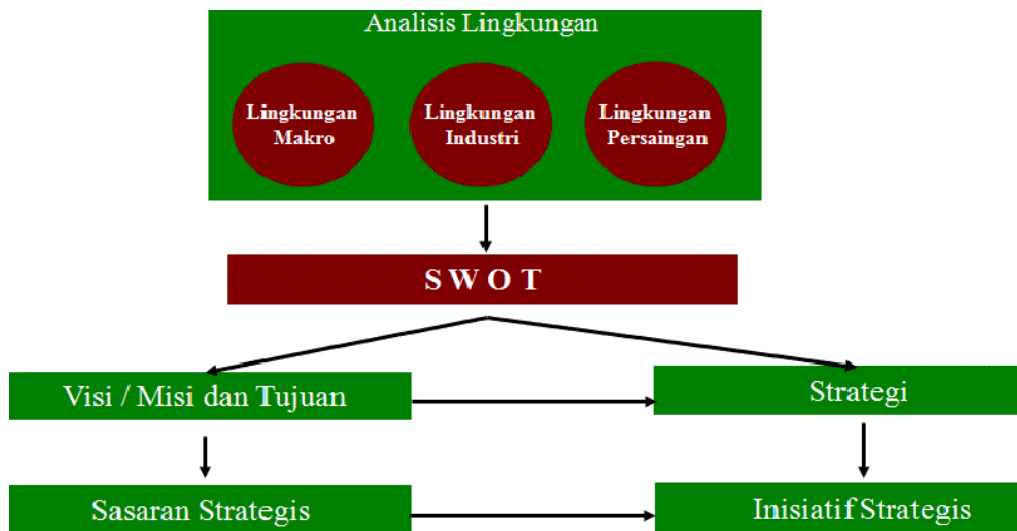 Analisis Lingkungan
Lingkungan
Makro
Lingkungan
Industri
Lingkungan
Persaingan
S W O T
Visi / Misi dan Tujuan
Strategi
Sasaran Strategis
Inisiatif Strategis